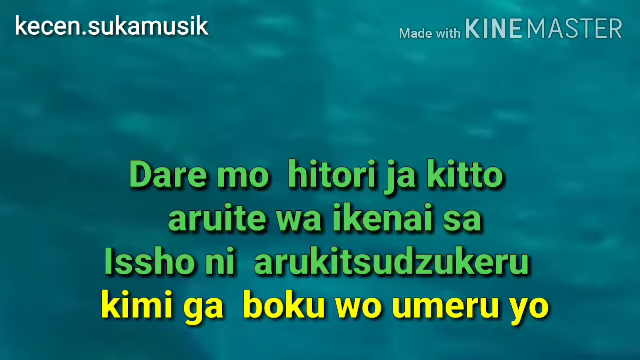 kecen.sukamusik
Made with KINEMASTER
Dare mo hitori ja kitto
aruite wa ikenai sa
Issho ni arukitsudzukeru
kimi ga boku wo umeru yo